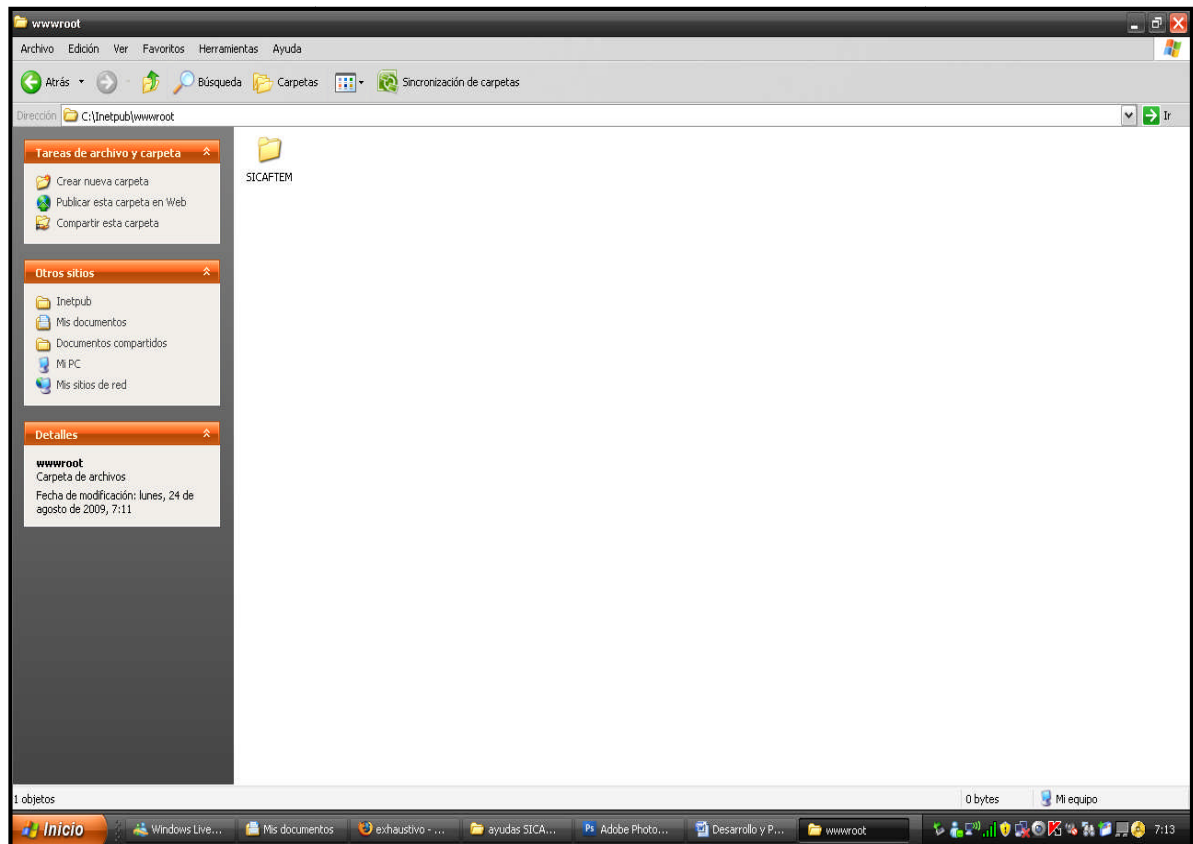 wwwroot
Archivo Edición Ver Favoritos Herramientas Ayuda
Atrás Búsqueda Carpetas Sincronización de carpetas
Dirección C:\Inetpub\wwwroot Ir
Tareas de archivo y carpeta
Crear nueva carpeta
Publicar esta carpeta en Web
Compartir esta carpeta
Otros sitios
Inetpub
Mis documentos
Documentos compartidos
Mi PC
Mis sitios de red
Detalles
wwwroot
Carpeta de archivos
Fecha de modificación: lunes, 24 de
agosto de 2009, 7:11
SICAFTEM
1 objetos 0 bytes Mi equipo
Inicio Windows Live... Mis documentos exhaustivo - ... ayudas SICA... Ps Adobe Photo... Desarrollo y P... wwwroot 7:13